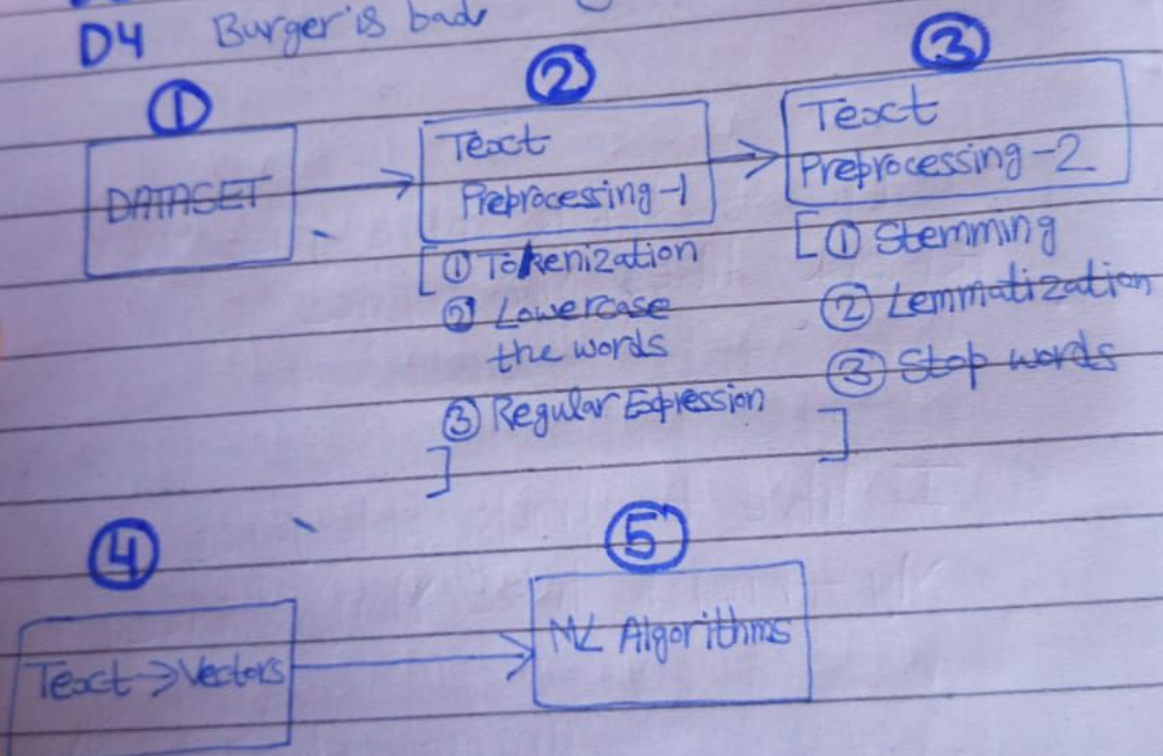 D4 Burger is bad
①
DATASET
②
Text
Preprocessing-1
[① Tokenization
② Lowercase
the words
③ Regular Expression
]
③
Text
Preprocessing-2
[① Stemming
② Lemmatization
③ Stop words
]
④
Text→Vectors
⑤
ML Algorithms